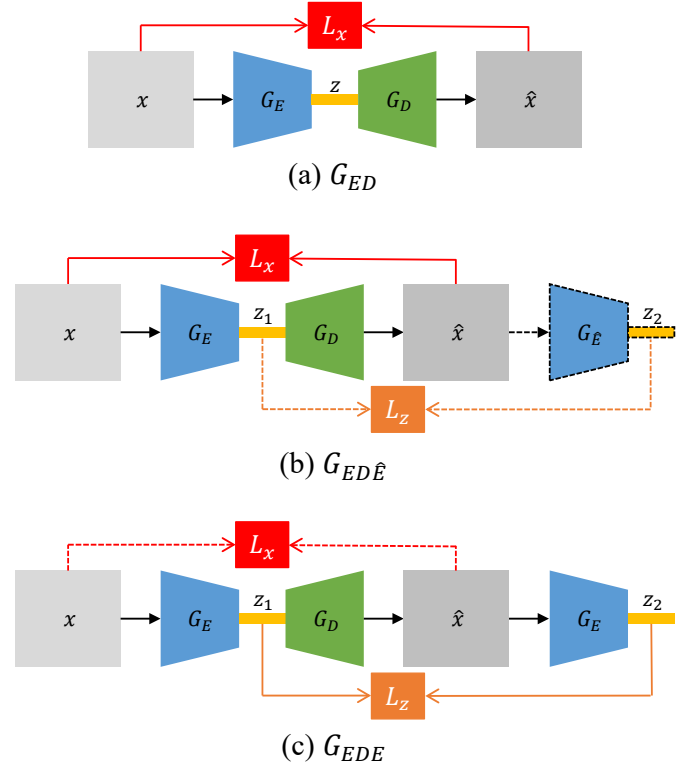 L_x
x G_E z G_D x̂
(a) G_ED
L_x
x G_E z_1 G_D x̂ G_Ê z_2
L_z
(b) G_EDÊ
L_x
x G_E z_1 G_D x̂ G_E z_2
L_z
(c) G_EDE